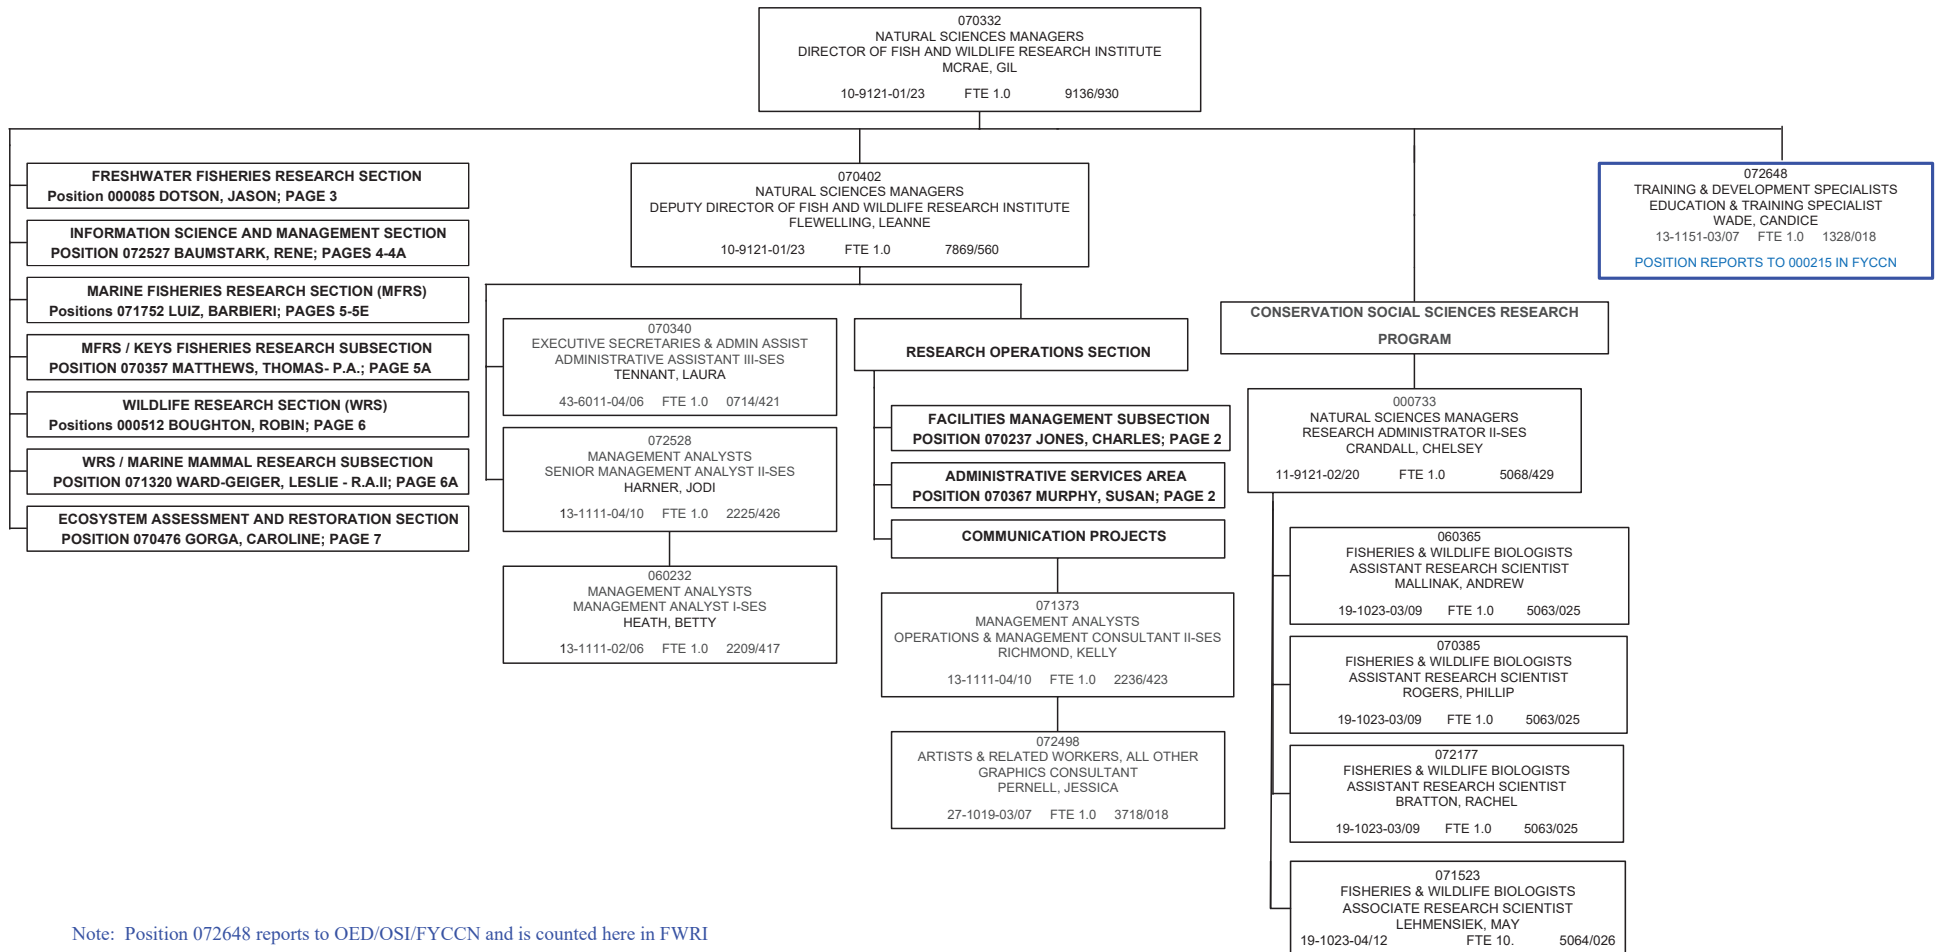 070332
NATURAL SCIENCES MANAGERS
DIRECTOR OF FISH AND WILDLIFE RESEARCH INSTITUTE
MCRAE, GIL
10-9121-01/23 FTE 1.0 9136/930
FRESHWATER FISHERIES RESEARCH SECTION
Position 000085 DOTSON, JASON; PAGE 3
INFORMATION SCIENCE AND MANAGEMENT SECTION
POSITION 072527 BAUMSTARK, RENE; PAGES 4-4A
MARINE FISHERIES RESEARCH SECTION (MFRS)
Positions 071752 LUIZ, BARBIERI; PAGES 5-5E
MFRS / KEYS FISHERIES RESEARCH SUBSECTION
POSITION 070357 MATTHEWS, THOMAS- P.A.; PAGE 5A
WILDLIFE RESEARCH SECTION (WRS)
Positions 000512 BOUGHTON, ROBIN; PAGE 6
WRS / MARINE MAMMAL RESEARCH SUBSECTION
POSITION 071320 WARD-GEIGER, LESLIE - R.A.II; PAGE 6A
ECOSYSTEM ASSESSMENT AND RESTORATION SECTION
POSITION 070476 GORGA, CAROLINE; PAGE 7
070402
NATURAL SCIENCES MANAGERS
DEPUTY DIRECTOR OF FISH AND WILDLIFE RESEARCH INSTITUTE
FLEWELLING, LEANNE
10-9121-01/23 FTE 1.0 7869/560
070340
EXECUTIVE SECRETARIES & ADMIN ASSIST
ADMINISTRATIVE ASSISTANT III-SES
TENNANT, LAURA
43-6011-04/06 FTE 1.0 0714/421
072528
MANAGEMENT ANALYSTS
SENIOR MANAGEMENT ANALYST II-SES
HARNER, JODI
13-1111-04/10 FTE 1.0 2225/426
060232
MANAGEMENT ANALYSTS
MANAGEMENT ANALYST I-SES
HEATH, BETTY
13-1111-02/06 FTE 1.0 2209/417
RESEARCH OPERATIONS SECTION
FACILITIES MANAGEMENT SUBSECTION
POSITION 070237 JONES, CHARLES; PAGE 2
ADMINISTRATIVE SERVICES AREA
POSITION 070367 MURPHY, SUSAN; PAGE 2
COMMUNICATION PROJECTS
071373
MANAGEMENT ANALYSTS
OPERATIONS & MANAGEMENT CONSULTANT II-SES
RICHMOND, KELLY
13-1111-04/10 FTE 1.0 2236/423
072498
ARTISTS & RELATED WORKERS, ALL OTHER
GRAPHICS CONSULTANT
PERNELL, JESSICA
27-1019-03/07 FTE 1.0 3718/018
CONSERVATION SOCIAL SCIENCES RESEARCH
PROGRAM
000733
NATURAL SCIENCES MANAGERS
RESEARCH ADMINISTRATOR II-SES
CRANDALL, CHELSEY
11-9121-02/20 FTE 1.0 5068/429
060365
FISHERIES & WILDLIFE BIOLOGISTS
ASSISTANT RESEARCH SCIENTIST
MALLINAK, ANDREW
19-1023-03/09 FTE 1.0 5063/025
070385
FISHERIES & WILDLIFE BIOLOGISTS
ASSISTANT RESEARCH SCIENTIST
ROGERS, PHILLIP
19-1023-03/09 FTE 1.0 5063/025
072177
FISHERIES & WILDLIFE BIOLOGISTS
ASSISTANT RESEARCH SCIENTIST
BRATTON, RACHEL
19-1023-03/09 FTE 1.0 5063/025
071523
FISHERIES & WILDLIFE BIOLOGISTS
ASSOCIATE RESEARCH SCIENTIST
LEHMENSIEK, MAY
19-1023-04/12 FTE 10. 5064/026
072648
TRAINING & DEVELOPMENT SPECIALISTS
EDUCATION & TRAINING SPECIALIST
WADE, CANDICE
13-1151-03/07 FTE 1.0 1328/018
POSITION REPORTS TO 000215 IN FYCCN
Note: Position 072648 reports to OED/OSI/FYCCN and is counted here in FWRI